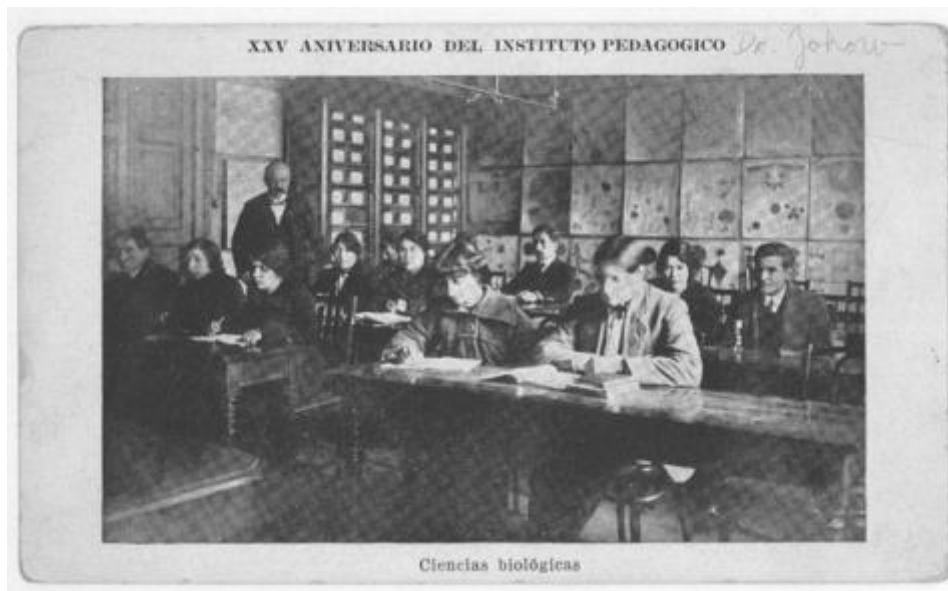 XXV ANIVERSARIO DEL INSTITUTO PEDAGOGICO Dr. Johow
Ciencias biológicas